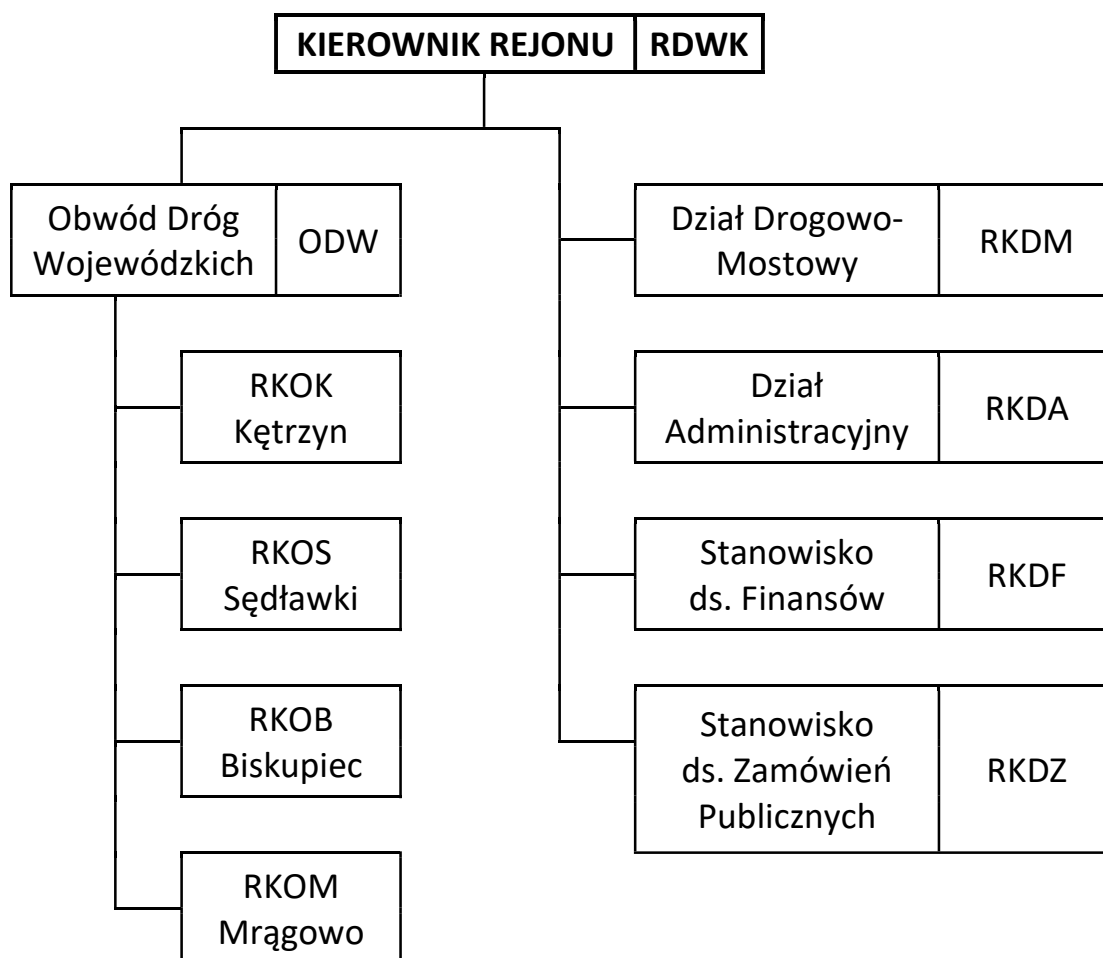 KIEROWNIK REJONU RDWK
Obwód Dróg
Wojewódzkich
ODW
RKOK
Kętrzyn
RKOS
Sędławki
RKOB
Biskupiec
RKOM
Mrągowo
Dział Drogowo-
Mostowy
RKDM
Dział
Administracyjny
RKDA
Stanowisko
ds. Finansów
RKDF
Stanowisko
ds. Zamówień
Publicznych
RKDZ